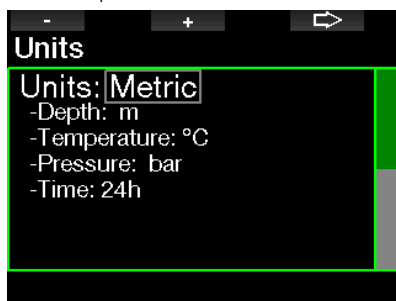 - +
Units
Units: Metric
-Depth: m
-Temperature: °C
-Pressure: bar
-Time: 24h